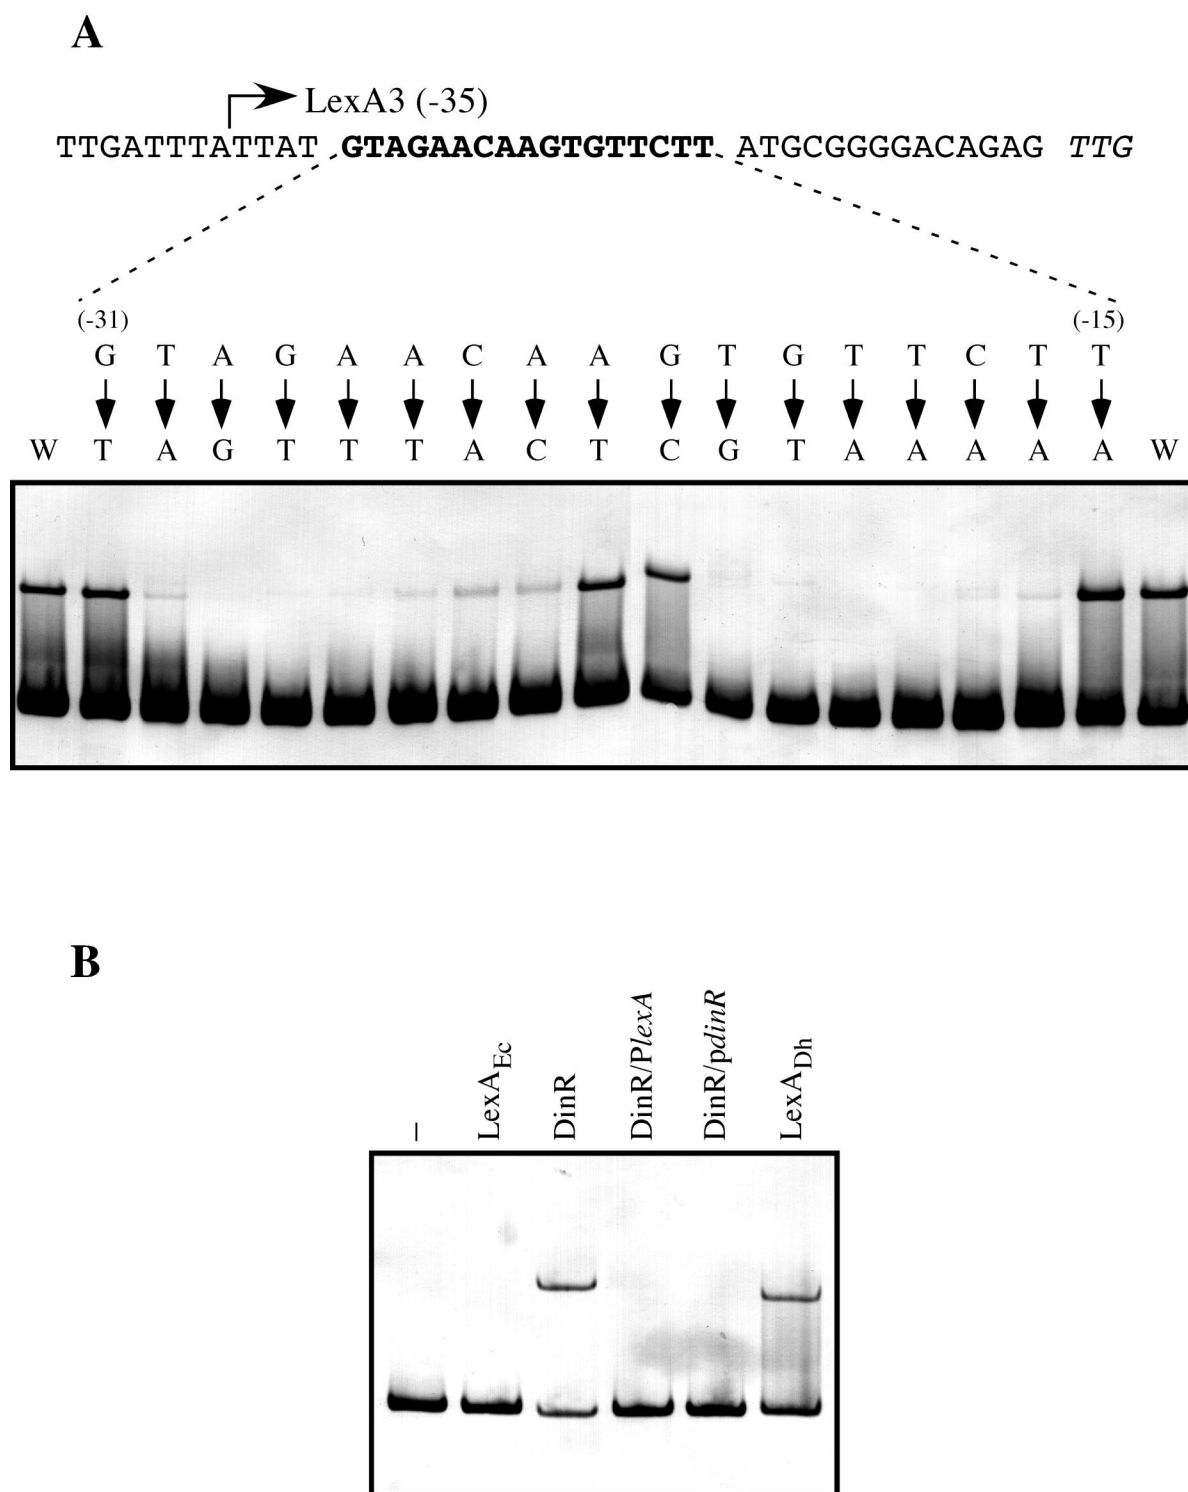 A
LexA3 (-35)
TTGATTTATTAT GTAGAACAAGTGTTCTT ATGCGGGGACAGAG TTG
(-31) (-15)
G T A G A A C A A G T G T T C T T
W T A G T T T A C T C G T A A A A A W
B
– LexAEc DinR DinR/PlexA DinR/pdinR LexADh